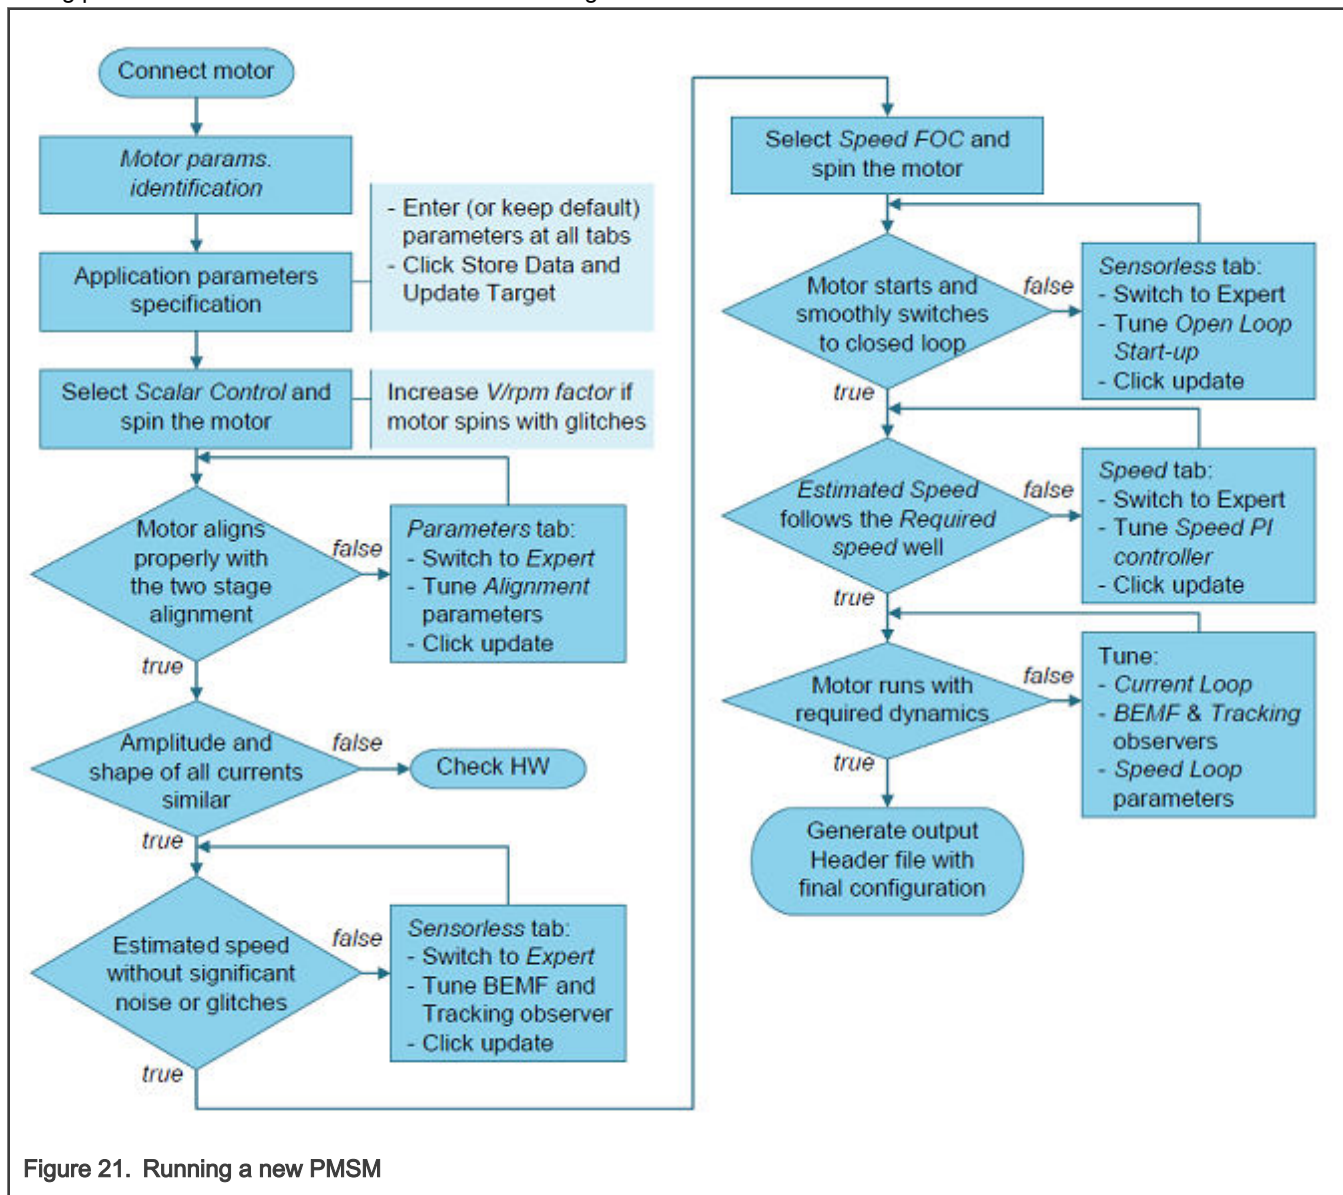 Connect motor
Motor params.
identification
Application parameters
specification
- Enter (or keep default)
parameters at all tabs
- Click Store Data and
Update Target
Select Scalar Control and
spin the motor
Increase V/rpm factor if
motor spins with glitches
Motor aligns
properly with
the two stage
alignment
false
Parameters tab:
- Switch to Expert
- Tune Alignment
parameters
- Click update
true
Amplitude and
shape of all currents
similar
false
Check HW
true
Estimated speed
without significant
noise or glitches
false
Sensorless tab:
- Switch to Expert
- Tune BEMF and
Tracking observer
- Click update
true
Select Speed FOC and
spin the motor
Motor starts and
smoothly switches
to closed loop
false
Sensorless tab:
- Switch to Expert
- Tune Open Loop
Start-up
- Click update
true
Estimated Speed
follows the Required
speed well
false
Speed tab:
- Switch to Expert
- Tune Speed PI
controller
- Click update
true
Motor runs with
required dynamics
false
Tune:
- Current Loop
- BEMF & Tracking
observers
- Speed Loop
parameters
true
Generate output
Header file with
final configuration
Figure 21. Running a new PMSM